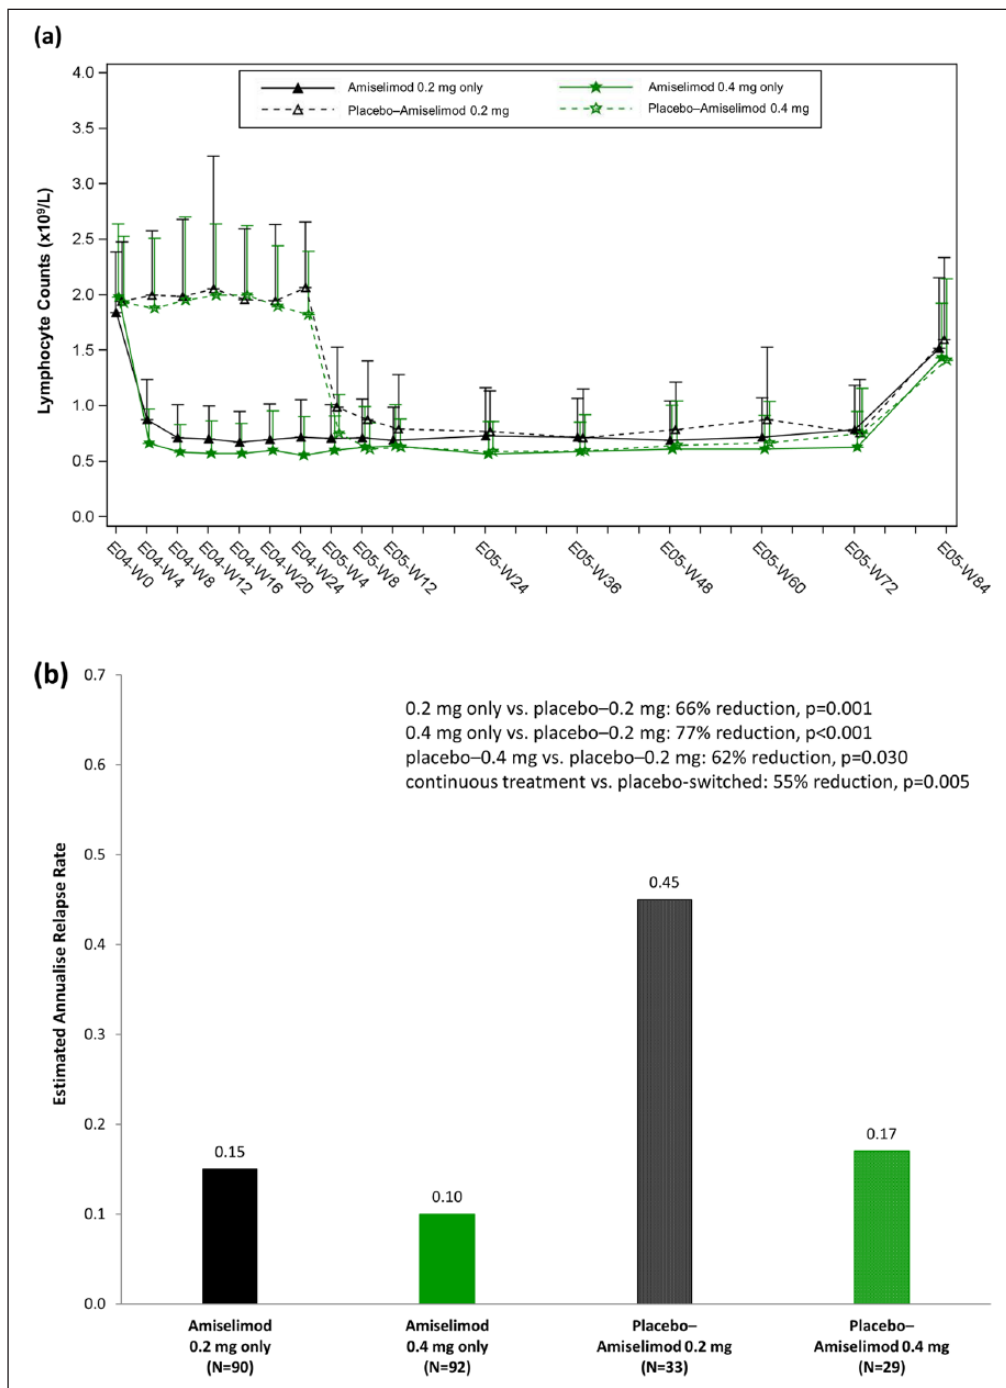 (a)
Amiselimod 0.2 mg only
Amiselimod 0.4 mg only
Placebo–Amiselimod 0.2 mg
Placebo–Amiselimod 0.4 mg
Lymphocyte Counts (x10⁹/L)
4.0
3.5
3.0
2.5
2.0
1.5
1.0
0.5
0.0
E04-W0
E04-W4
E04-W8
E04-W12
E04-W16
E04-W20
E04-W24
E05-W4
E05-W8
E05-W12
E05-W24
E05-W36
E05-W48
E05-W60
E05-W72
E05-W84
(b)
0.2 mg only vs. placebo–0.2 mg: 66% reduction, p=0.001
0.4 mg only vs. placebo–0.2 mg: 77% reduction, p<0.001
placebo–0.4 mg vs. placebo–0.2 mg: 62% reduction, p=0.030
continuous treatment vs. placebo-switched: 55% reduction, p=0.005
Estimated Annualise Relapse Rate
0.7
0.6
0.5
0.4
0.3
0.2
0.1
0.0
0.15
0.10
0.45
0.17
Amiselimod
0.2 mg only
(N=90)
Amiselimod
0.4 mg only
(N=92)
Placebo–
Amiselimod 0.2 mg
(N=33)
Placebo–
Amiselimod 0.4 mg
(N=29)